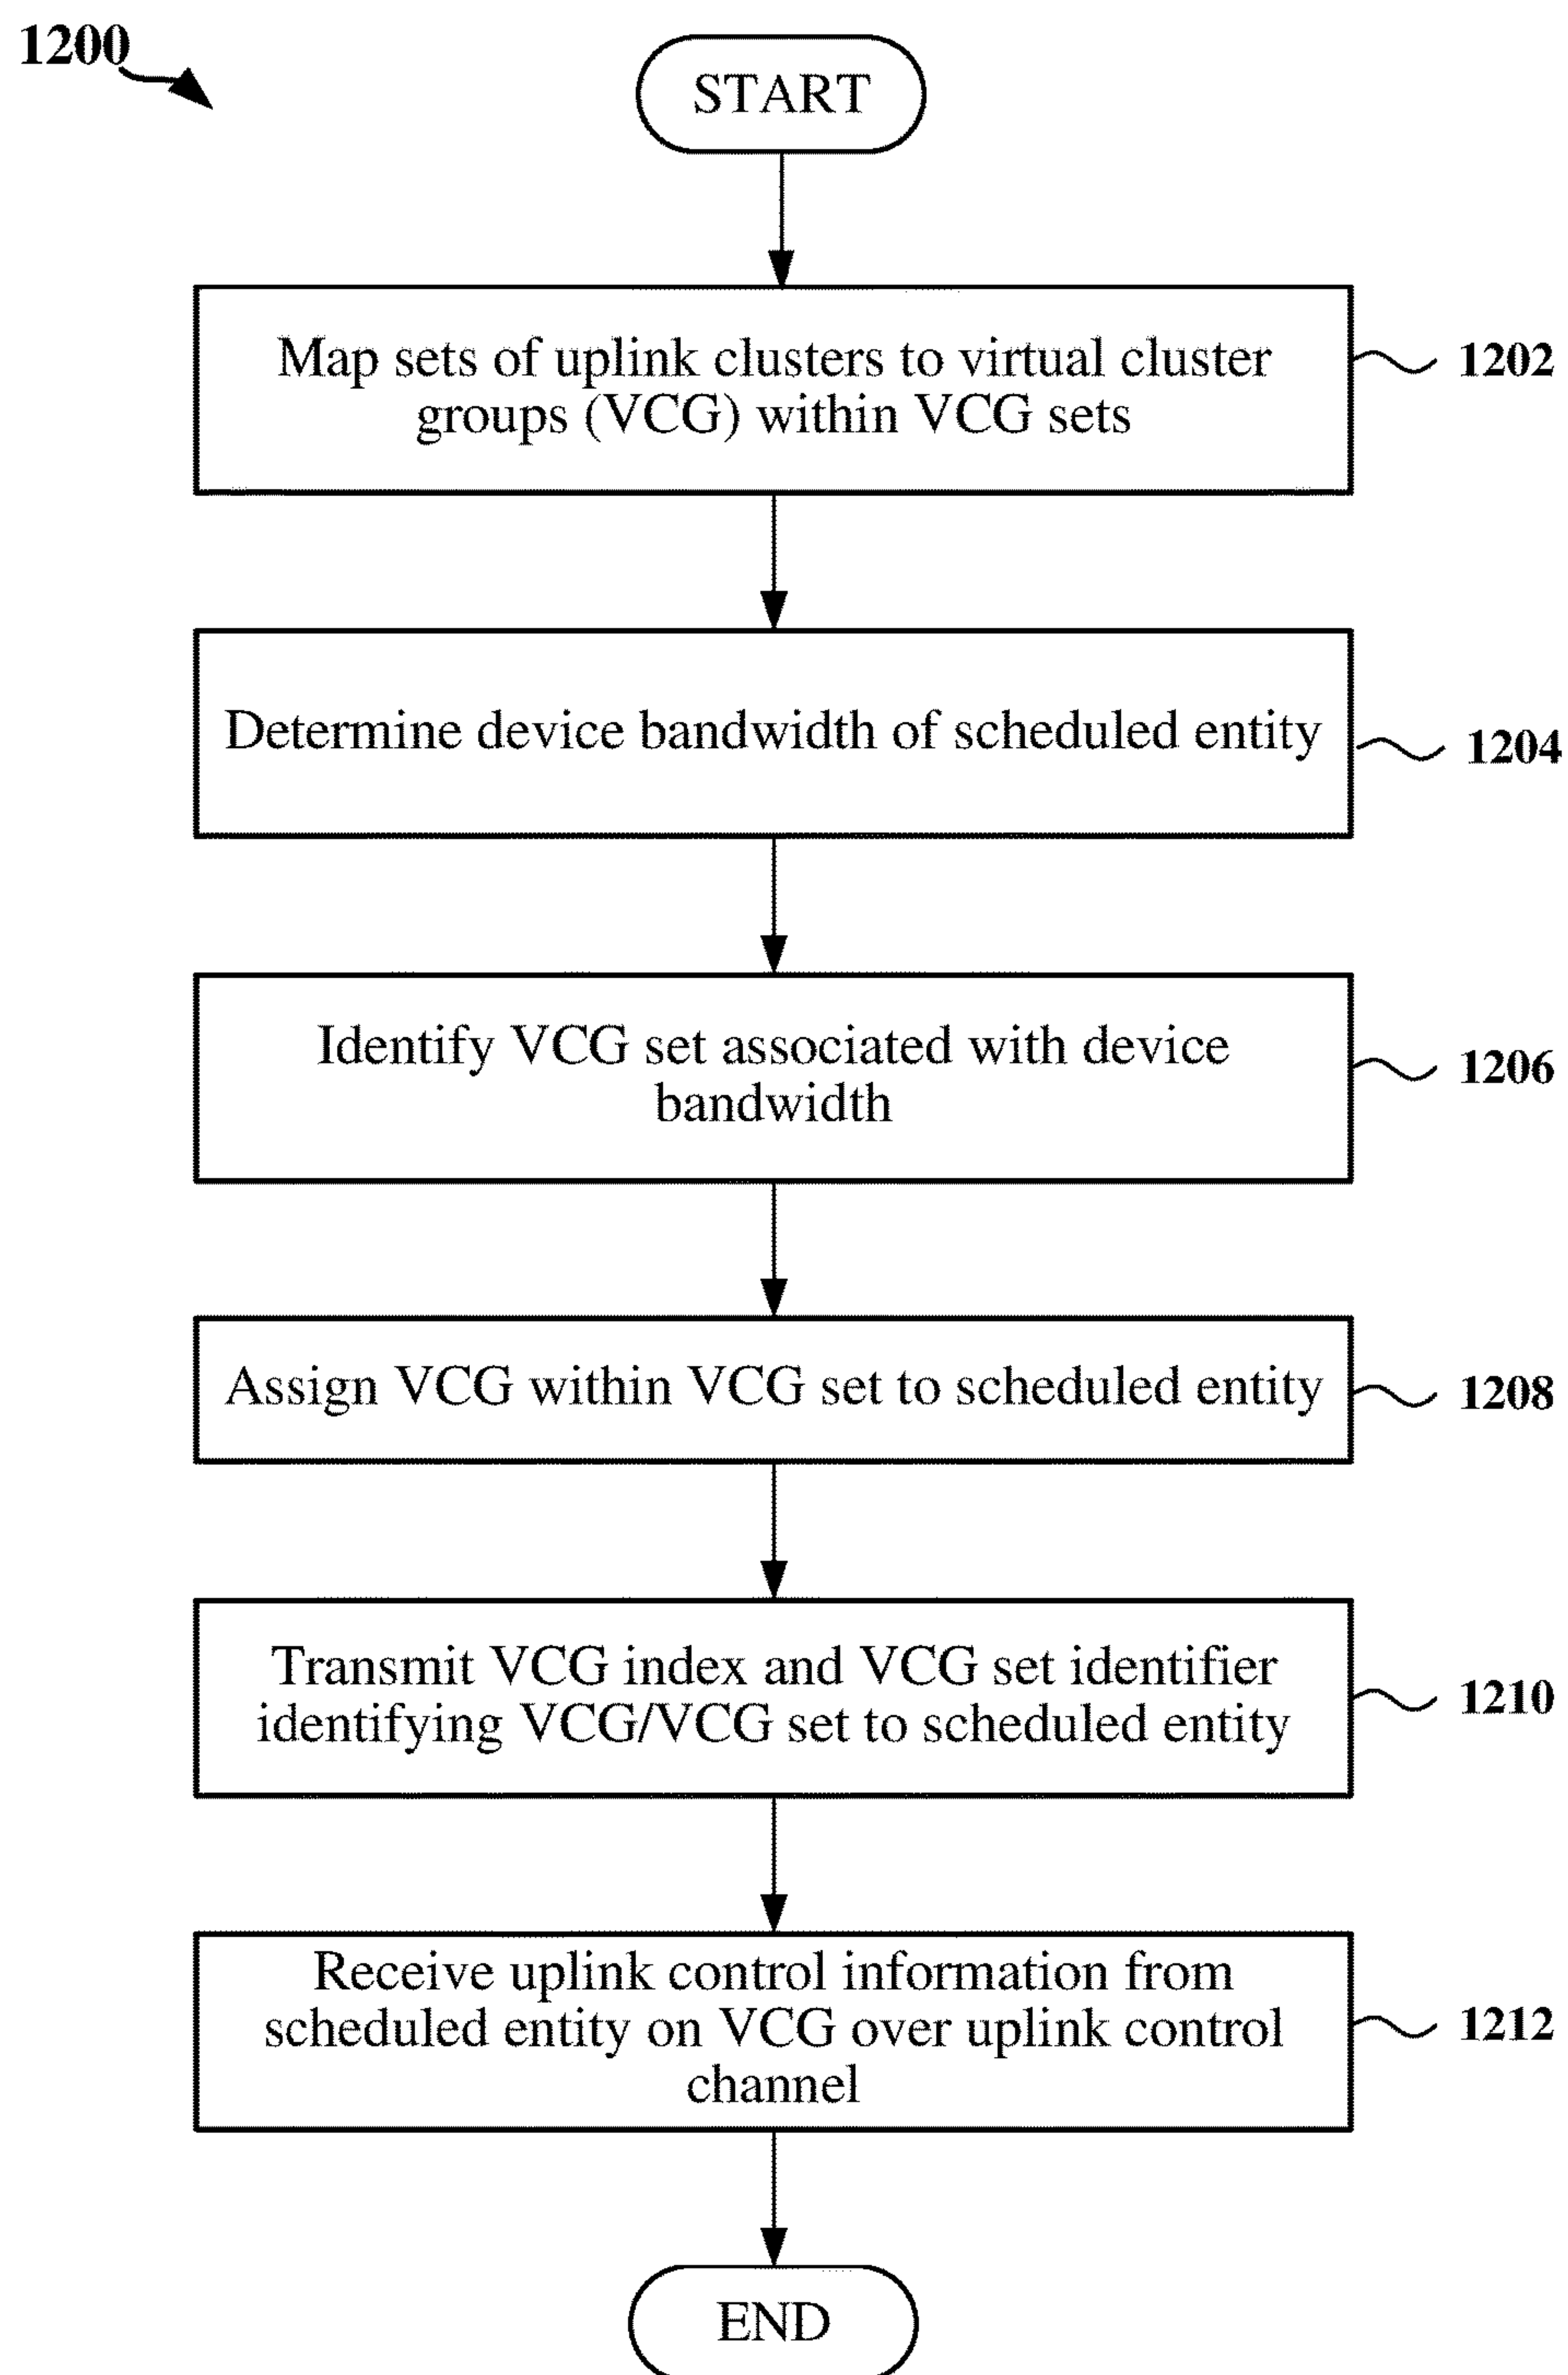 1200
START
Map sets of uplink clusters to virtual cluster
groups (VCG) within VCG sets
1202
Determine device bandwidth of scheduled entity
1204
Identify VCG set associated with device
bandwidth
1206
Assign VCG within VCG set to scheduled entity
1208
Transmit VCG index and VCG set identifier
identifying VCG/VCG set to scheduled entity
1210
Receive uplink control information from
scheduled entity on VCG over uplink control
channel
1212
END